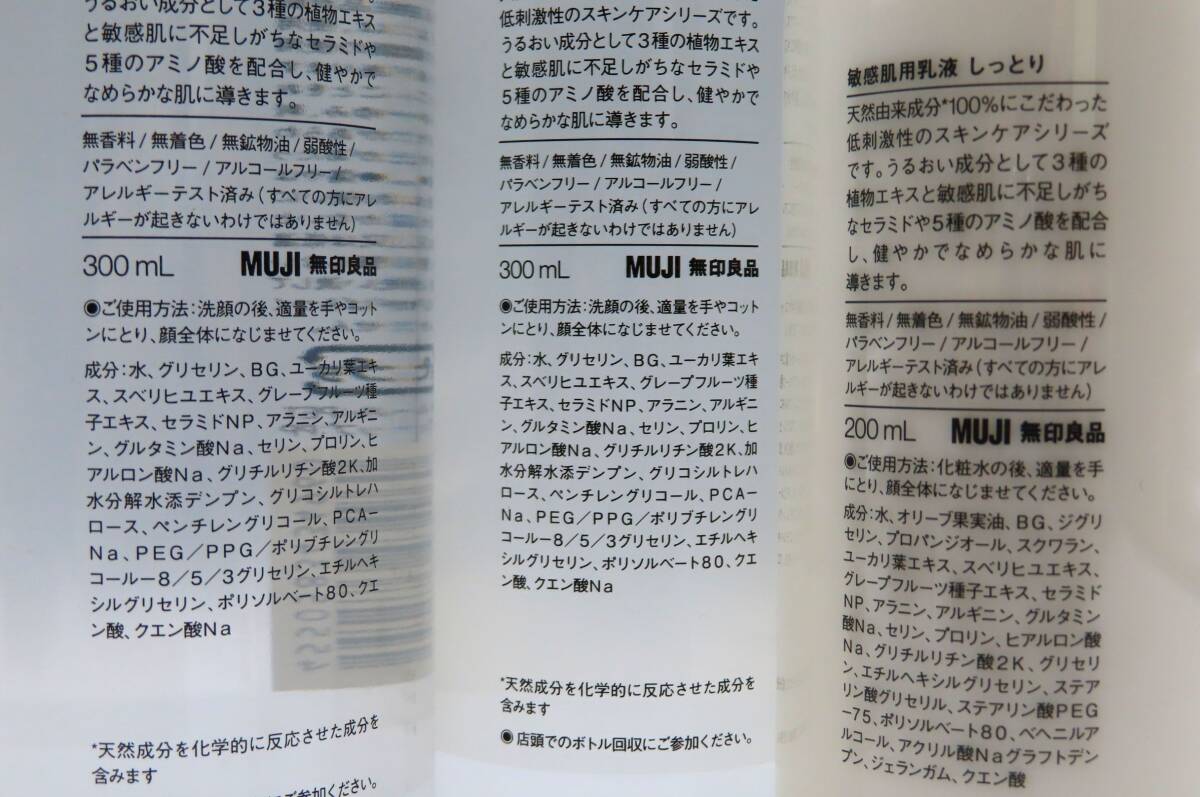 うるおい成分として3種の植物エキス
と敏感肌に不足しがちなセラミドや
5種のアミノ酸を配合し、健やかで
なめらかな肌に導きます。
無香料/無着色/無鉱物油/弱酸性/
パラベンフリー/アルコールフリー/
アレルギーテスト済み(すべての方にアレ
ルギーが起きないわけではありません)
300 mL MUJI 無印良品
◉ご使用方法:洗顔の後、適量を手やコット
ンにとり、顔全体になじませてください。
成分:水、グリセリン、BG、ユーカリ葉エキ
ス、スベリヒユエキス、グレープフルーツ種
子エキス、セラミドNP、アラニン、アルギニ
ン、グルタミン酸Na、セリン、プロリン、ヒ
アルロン酸Na、グリチルリチン酸2K、加
水分解水添デンプン、グリコシルトレハ
ロース、ペンチレングリコール、PCA-
Na、PEG/PPG/ポリブチレングリ
コール-8/5/3グリセリン、エチルヘキ
シルグリセリン、ポリソルベート80、クエ
ン酸、クエン酸Na
*天然成分を化学的に反応させた成分を
含みます
ご参加ください。
低刺激性のスキンケアシリーズです。
うるおい成分として3種の植物エキス
と敏感肌に不足しがちなセラミドや
5種のアミノ酸を配合し、健やかで
なめらかな肌に導きます。
無香料/無着色/無鉱物油/弱酸性/
パラベンフリー/アルコールフリー/
アレルギーテスト済み(すべての方にアレ
ルギーが起きないわけではありません)
300 mL MUJI 無印良品
◉ご使用方法:洗顔の後、適量を手やコット
ンにとり、顔全体になじませてください。
成分:水、グリセリン、BG、ユーカリ葉エキ
ス、スベリヒユエキス、グレープフルーツ種
子エキス、セラミドNP、アラニン、アルギニ
ン、グルタミン酸Na、セリン、プロリン、ヒ
アルロン酸Na、グリチルリチン酸2K、加
水分解水添デンプン、グリコシルトレハ
ロース、ペンチレングリコール、PCA-
Na、PEG/PPG/ポリブチレングリ
コール-8/5/3グリセリン、エチルヘキ
シルグリセリン、ポリソルベート80、クエ
ン酸、クエン酸Na
*天然成分を化学的に反応させた成分を
含みます
◉店頭でのボトル回収にご参加ください。
敏感肌用乳液 しっとり
天然由来成分*100%にこだわった
低刺激性のスキンケアシリーズ
です。うるおい成分として3種の
植物エキスと敏感肌に不足しがち
なセラミドや5種のアミノ酸を配合
し、健やかでなめらかな肌に
導きます。
無香料/無着色/無鉱物油/弱酸性/
パラベンフリー/アルコールフリー/
アレルギーテスト済み(すべての方にアレ
ルギーが起きないわけではありません)
200 mL MUJI 無印良品
◉ご使用方法:化粧水の後、適量を手
にとり、顔全体になじませてください。
成分:水、オリーブ果実油、BG、ジグリ
セリン、プロパンジオール、スクワラン、
ユーカリ葉エキス、スベリヒユエキス、
グレープフルーツ種子エキス、セラミド
NP、アラニン、アルギニン、グルタミン
酸Na、セリン、プロリン、ヒアルロン酸
Na、グリチルリチン酸2K、グリセリ
ン、エチルヘキシルグリセリン、ステア
リン酸グリセリル、ステアリン酸PEG
-75、ポリソルベート80、ベヘニルア
ルコール、アクリル酸Naグラフトデン
プン、ジェランガム、クエン酸